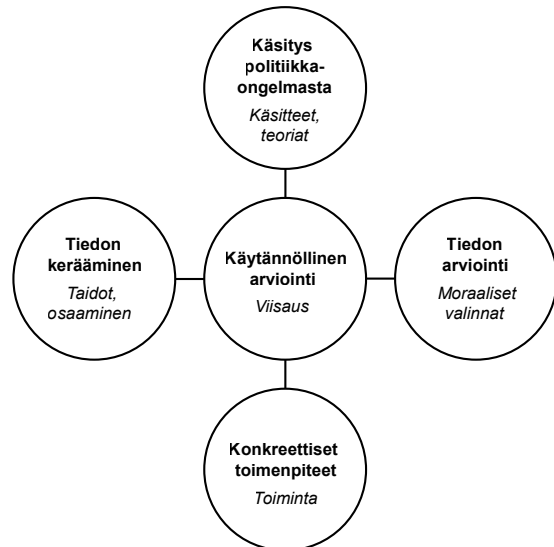 Käsitys
politiikka-
ongelmasta
Käsitteet,
teoriat
Tiedon
kerääminen
Taidot,
osaaminen
Käytännöllinen
arviointi
Viisaus
Tiedon
arviointi
Moraaliset
valinnat
Konkreettiset
toimenpiteet
Toiminta